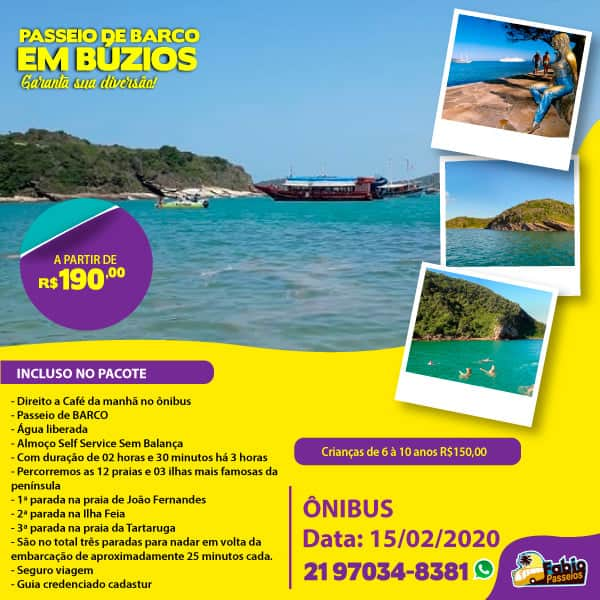 PASSEIO DE BARCO
EM BÚZIOS
Garanta sua diversão!
A PARTIR DE
R$190,00
INCLUSO NO PACOTE
- Direito a Café da manhã no ônibus
- Passeio de BARCO
- Água liberada
- Almoço Self Service Sem Balança
- Com duração de 02 horas e 30 minutos há 3 horas
- Percorremos as 12 praias e 03 ilhas mais famosas da
península
- 1ª parada na praia de João Fernandes
- 2ª parada na Ilha Feia
- 3ª parada na praia da Tartaruga
- São no total três paradas para nadar em volta da
embarcação de aproximadamente 25 minutos cada.
- Seguro viagem
- Guia credenciado cadastur
Crianças de 6 à 10 anos R$150,00
ÔNIBUS
Data: 15/02/2020
21 97034-8381
Fabio
Passeios